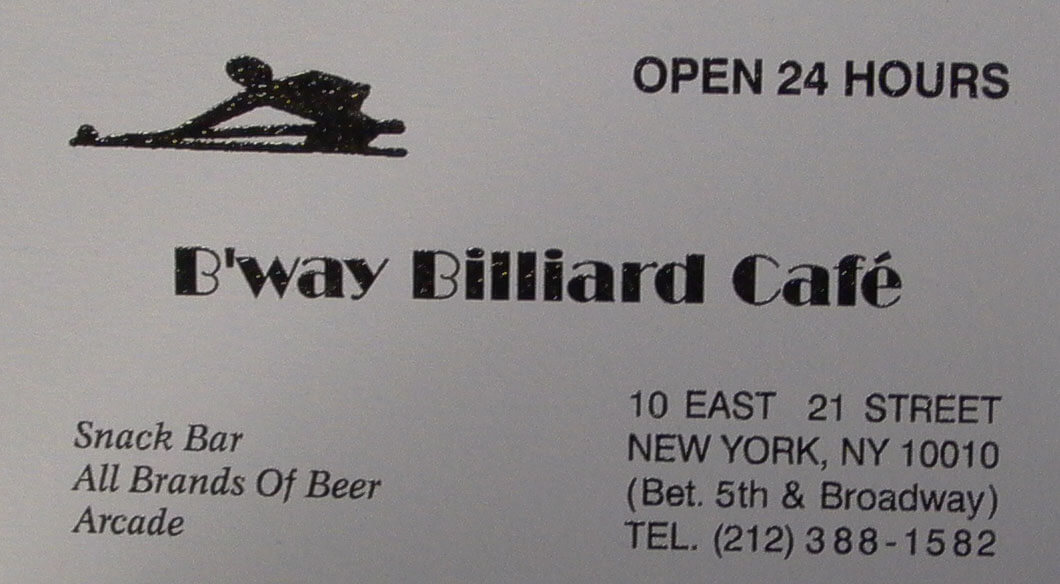 OPEN 24 HOURS
B'way Billiard Café
Snack Bar
All Brands Of Beer
Arcade
10 EAST 21 STREET
NEW YORK, NY 10010
(Bet. 5th & Broadway)
TEL. (212) 388-1582